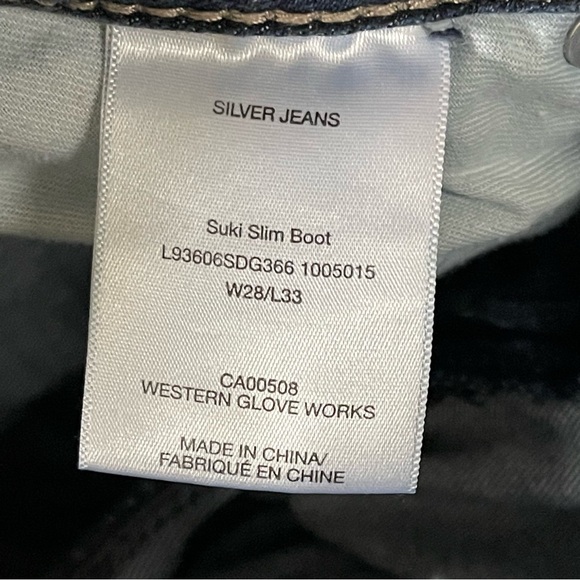 SILVER JEANS
Suki Slim Boot
L93606SDG366 1005015
W28/L33
CA00508
WESTERN GLOVE WORKS
MADE IN CHINA/
FABRIQUÉ EN CHINE